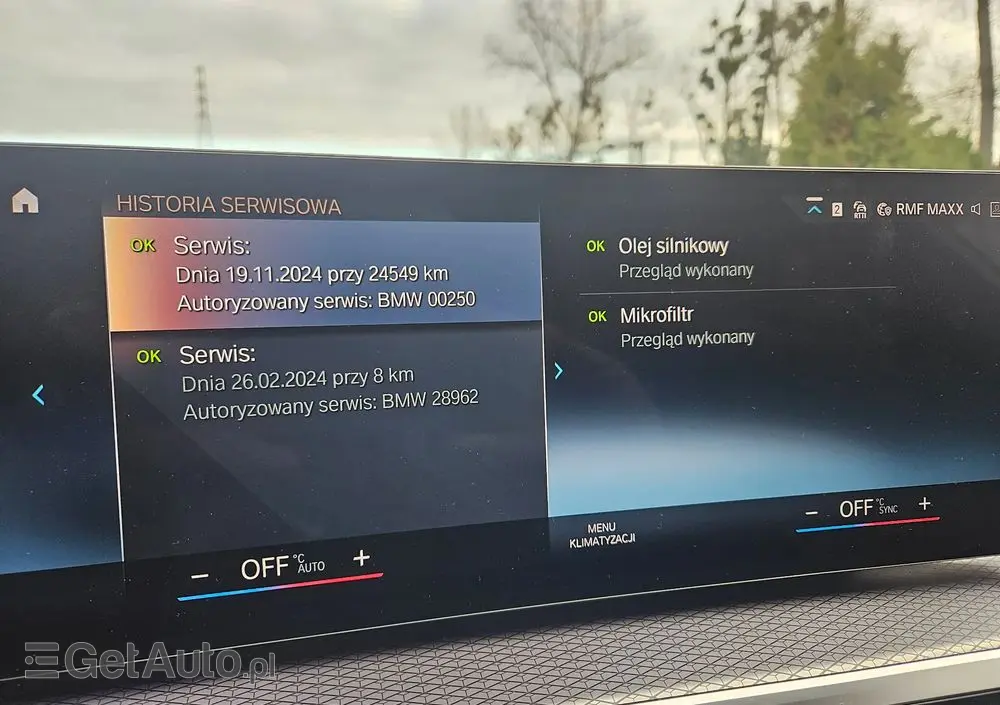 HISTORIA SERWISOWA
2
RTTI
RMF MAXX
OK Serwis:
Dnia 19.11.2024 przy 24549 km
Autoryzowany serwis: BMW 00250
OK Serwis:
Dnia 26.02.2024 przy 8 km
Autoryzowany serwis: BMW 28962
OK Olej silnikowy
Przegląd wykonany
OK Mikrofiltr
Przegląd wykonany
− OFF °C AUTO +
MENU
KLIMATYZACJI
− OFF °C SYNC +
GetAuto.pl